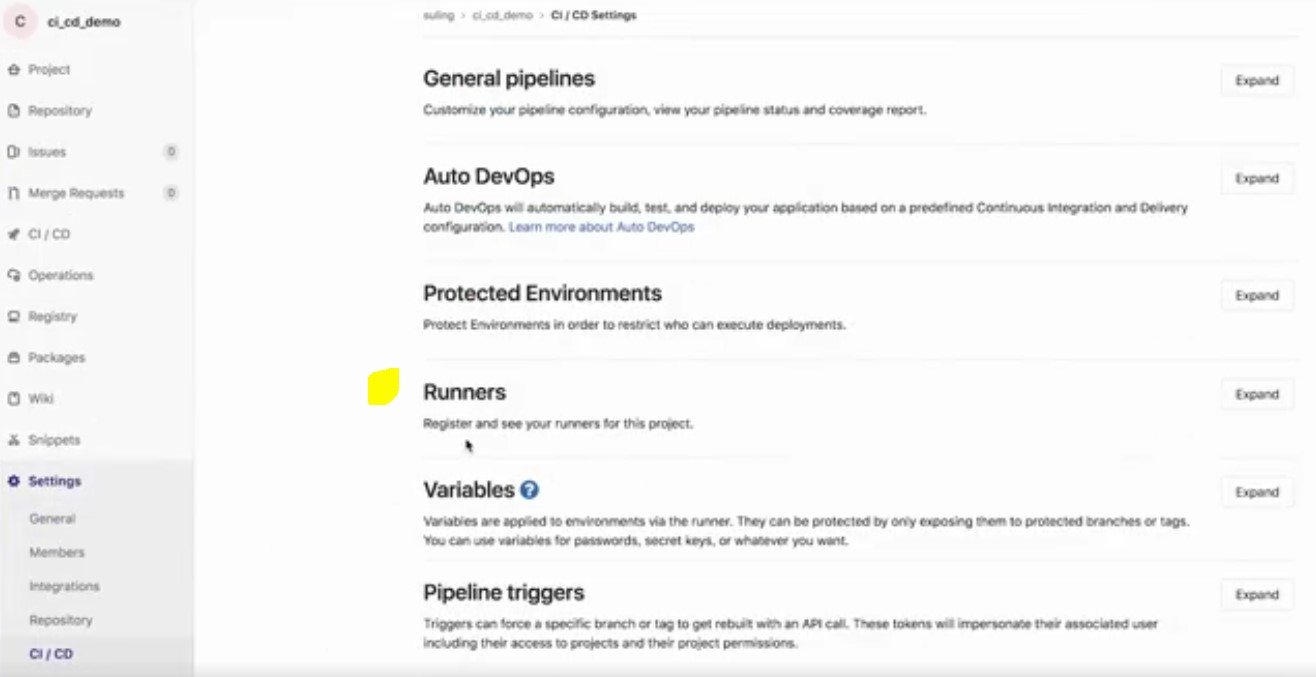 C ci_cd_demo
Project
Repository
Issues 0
Merge Requests 0
CI / CD
Operations
Registry
Packages
Wiki
Snippets
Settings
General
Members
Integrations
Repository
CI / CD
suling > ci_cd_demo > CI / CD Settings
General pipelines
Expand
Customize your pipeline configuration, view your pipeline status and coverage report.
Auto DevOps
Expand
Auto DevOps will automatically build, test, and deploy your application based on a predefined Continuous Integration and Delivery
configuration. Learn more about Auto DevOps
Protected Environments
Expand
Protect Environments in order to restrict who can execute deployments.
Runners
Expand
Register and see your runners for this project.
Variables ?
Expand
Variables are applied to environments via the runner. They can be protected by only exposing them to protected branches or tags.
You can use variables for passwords, secret keys, or whatever you want.
Pipeline triggers
Expand
Triggers can force a specific branch or tag to get rebuilt with an API call. These tokens will impersonate their associated user
including their access to projects and their project permissions.